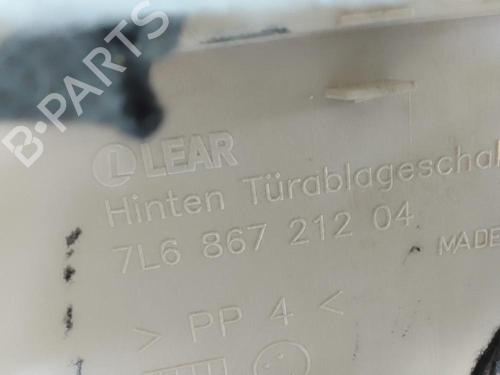 B-PARTS
LEAR
Hinten Türablageschal
7L6 867 212 04
MADE
> PP 4 <